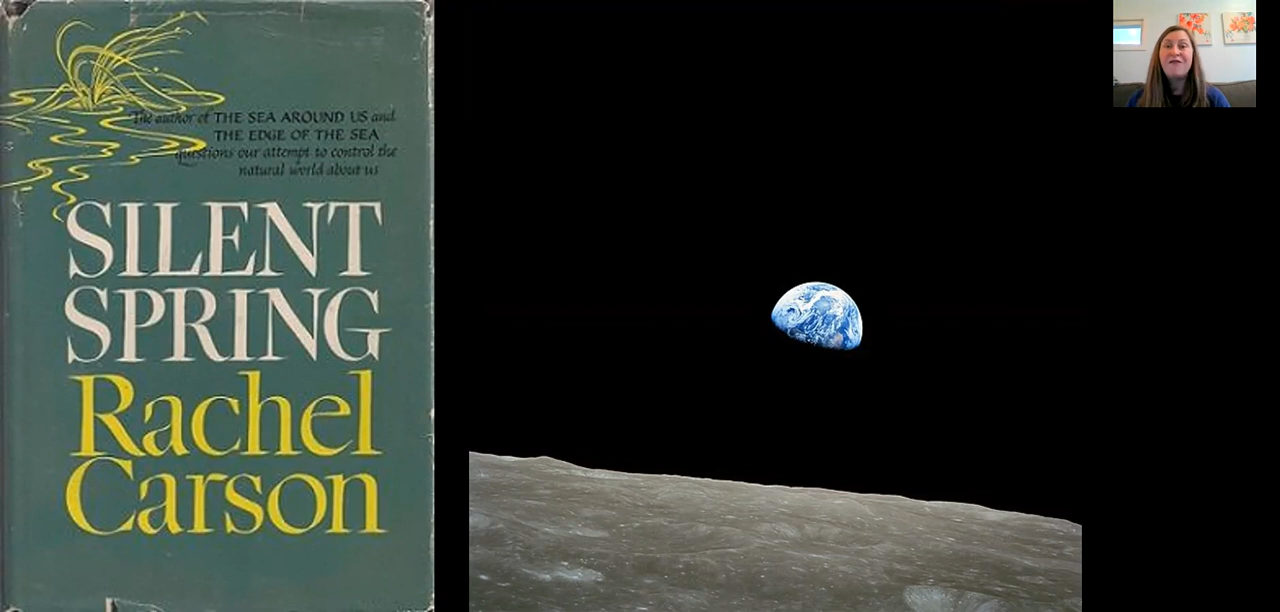 The author of THE SEA AROUND US and
THE EDGE OF THE SEA
questions our attempt to control the
natural world about us
SILENT
SPRING
Rachel
Carson